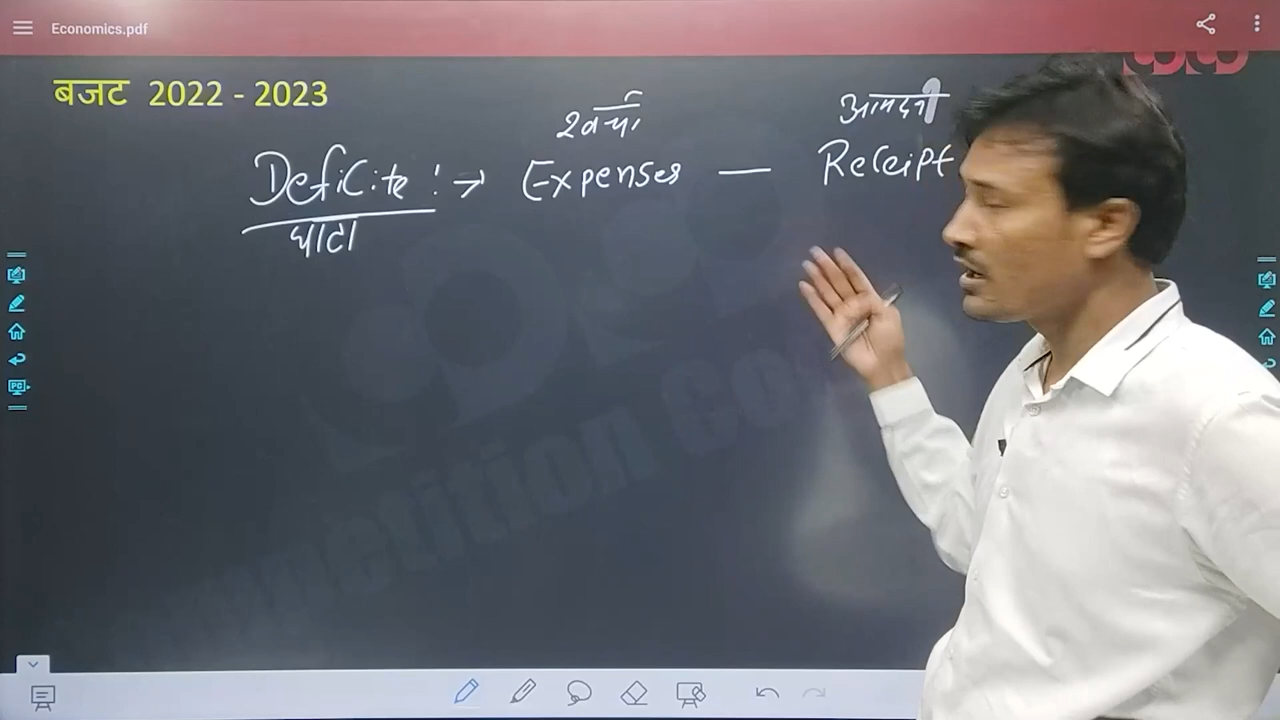 Economics.pdf
बजट 2022 - 2023
खर्चा आमदनी
Deficite :→ Expenses — Receipt
घाटा